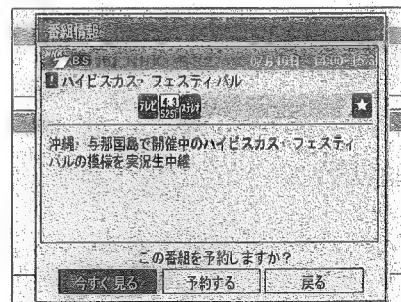 番組情報
BS
ハイビスカス・フェスティバル
テレビ 4:3 525i ステレオ
沖縄・与那国島で開催中のハイビスカス・フェスティ
バルの模様を実況生中継
この番組を予約しますか?
今すぐ見る 予約する 戻る